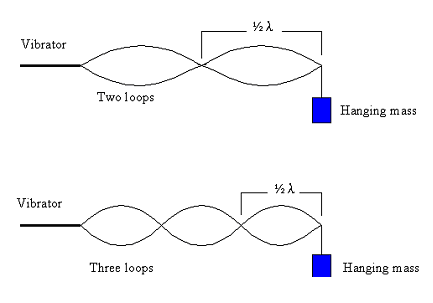 ½ λ
Vibrator
Two loops
Hanging mass
½ λ
Vibrator
Three loops
Hanging mass